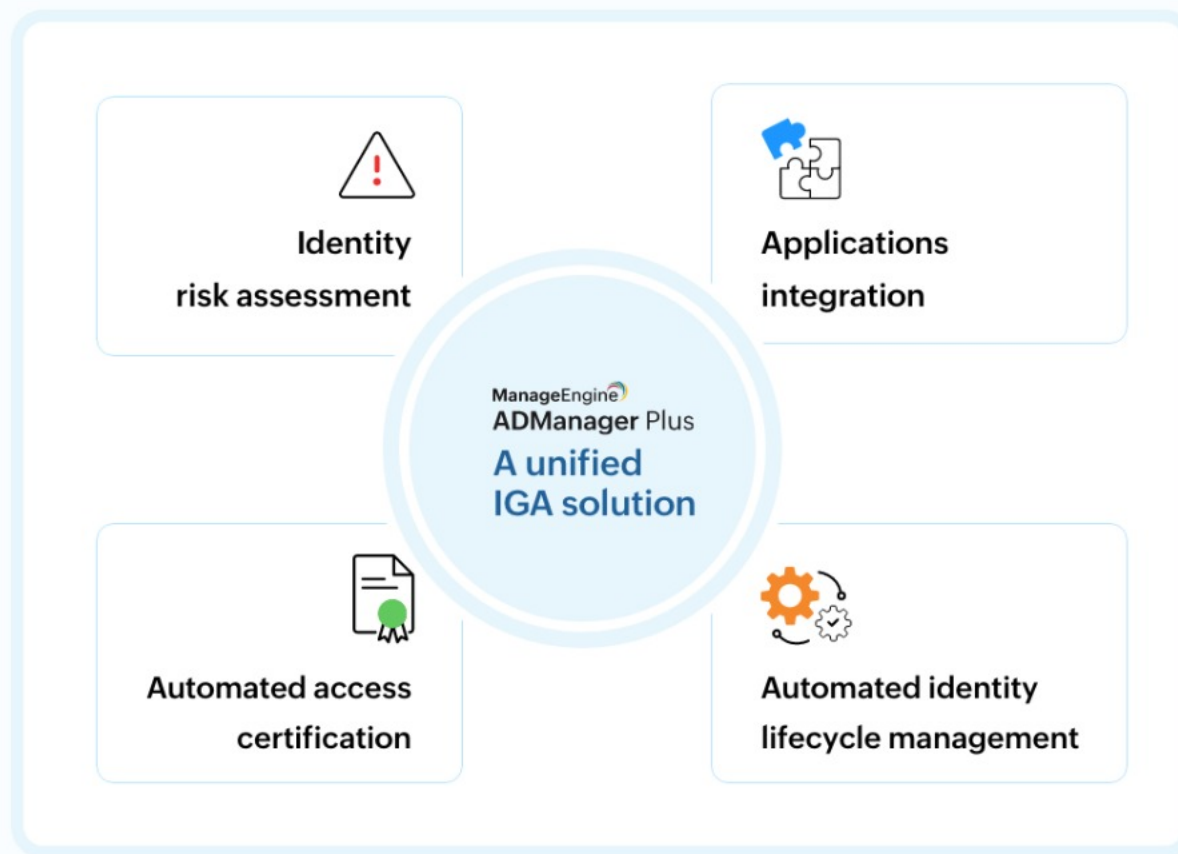 Identity
risk assessment
Applications
integration
ManageEngine
ADManager Plus
A unified
IGA solution
Automated access
certification
Automated identity
lifecycle management